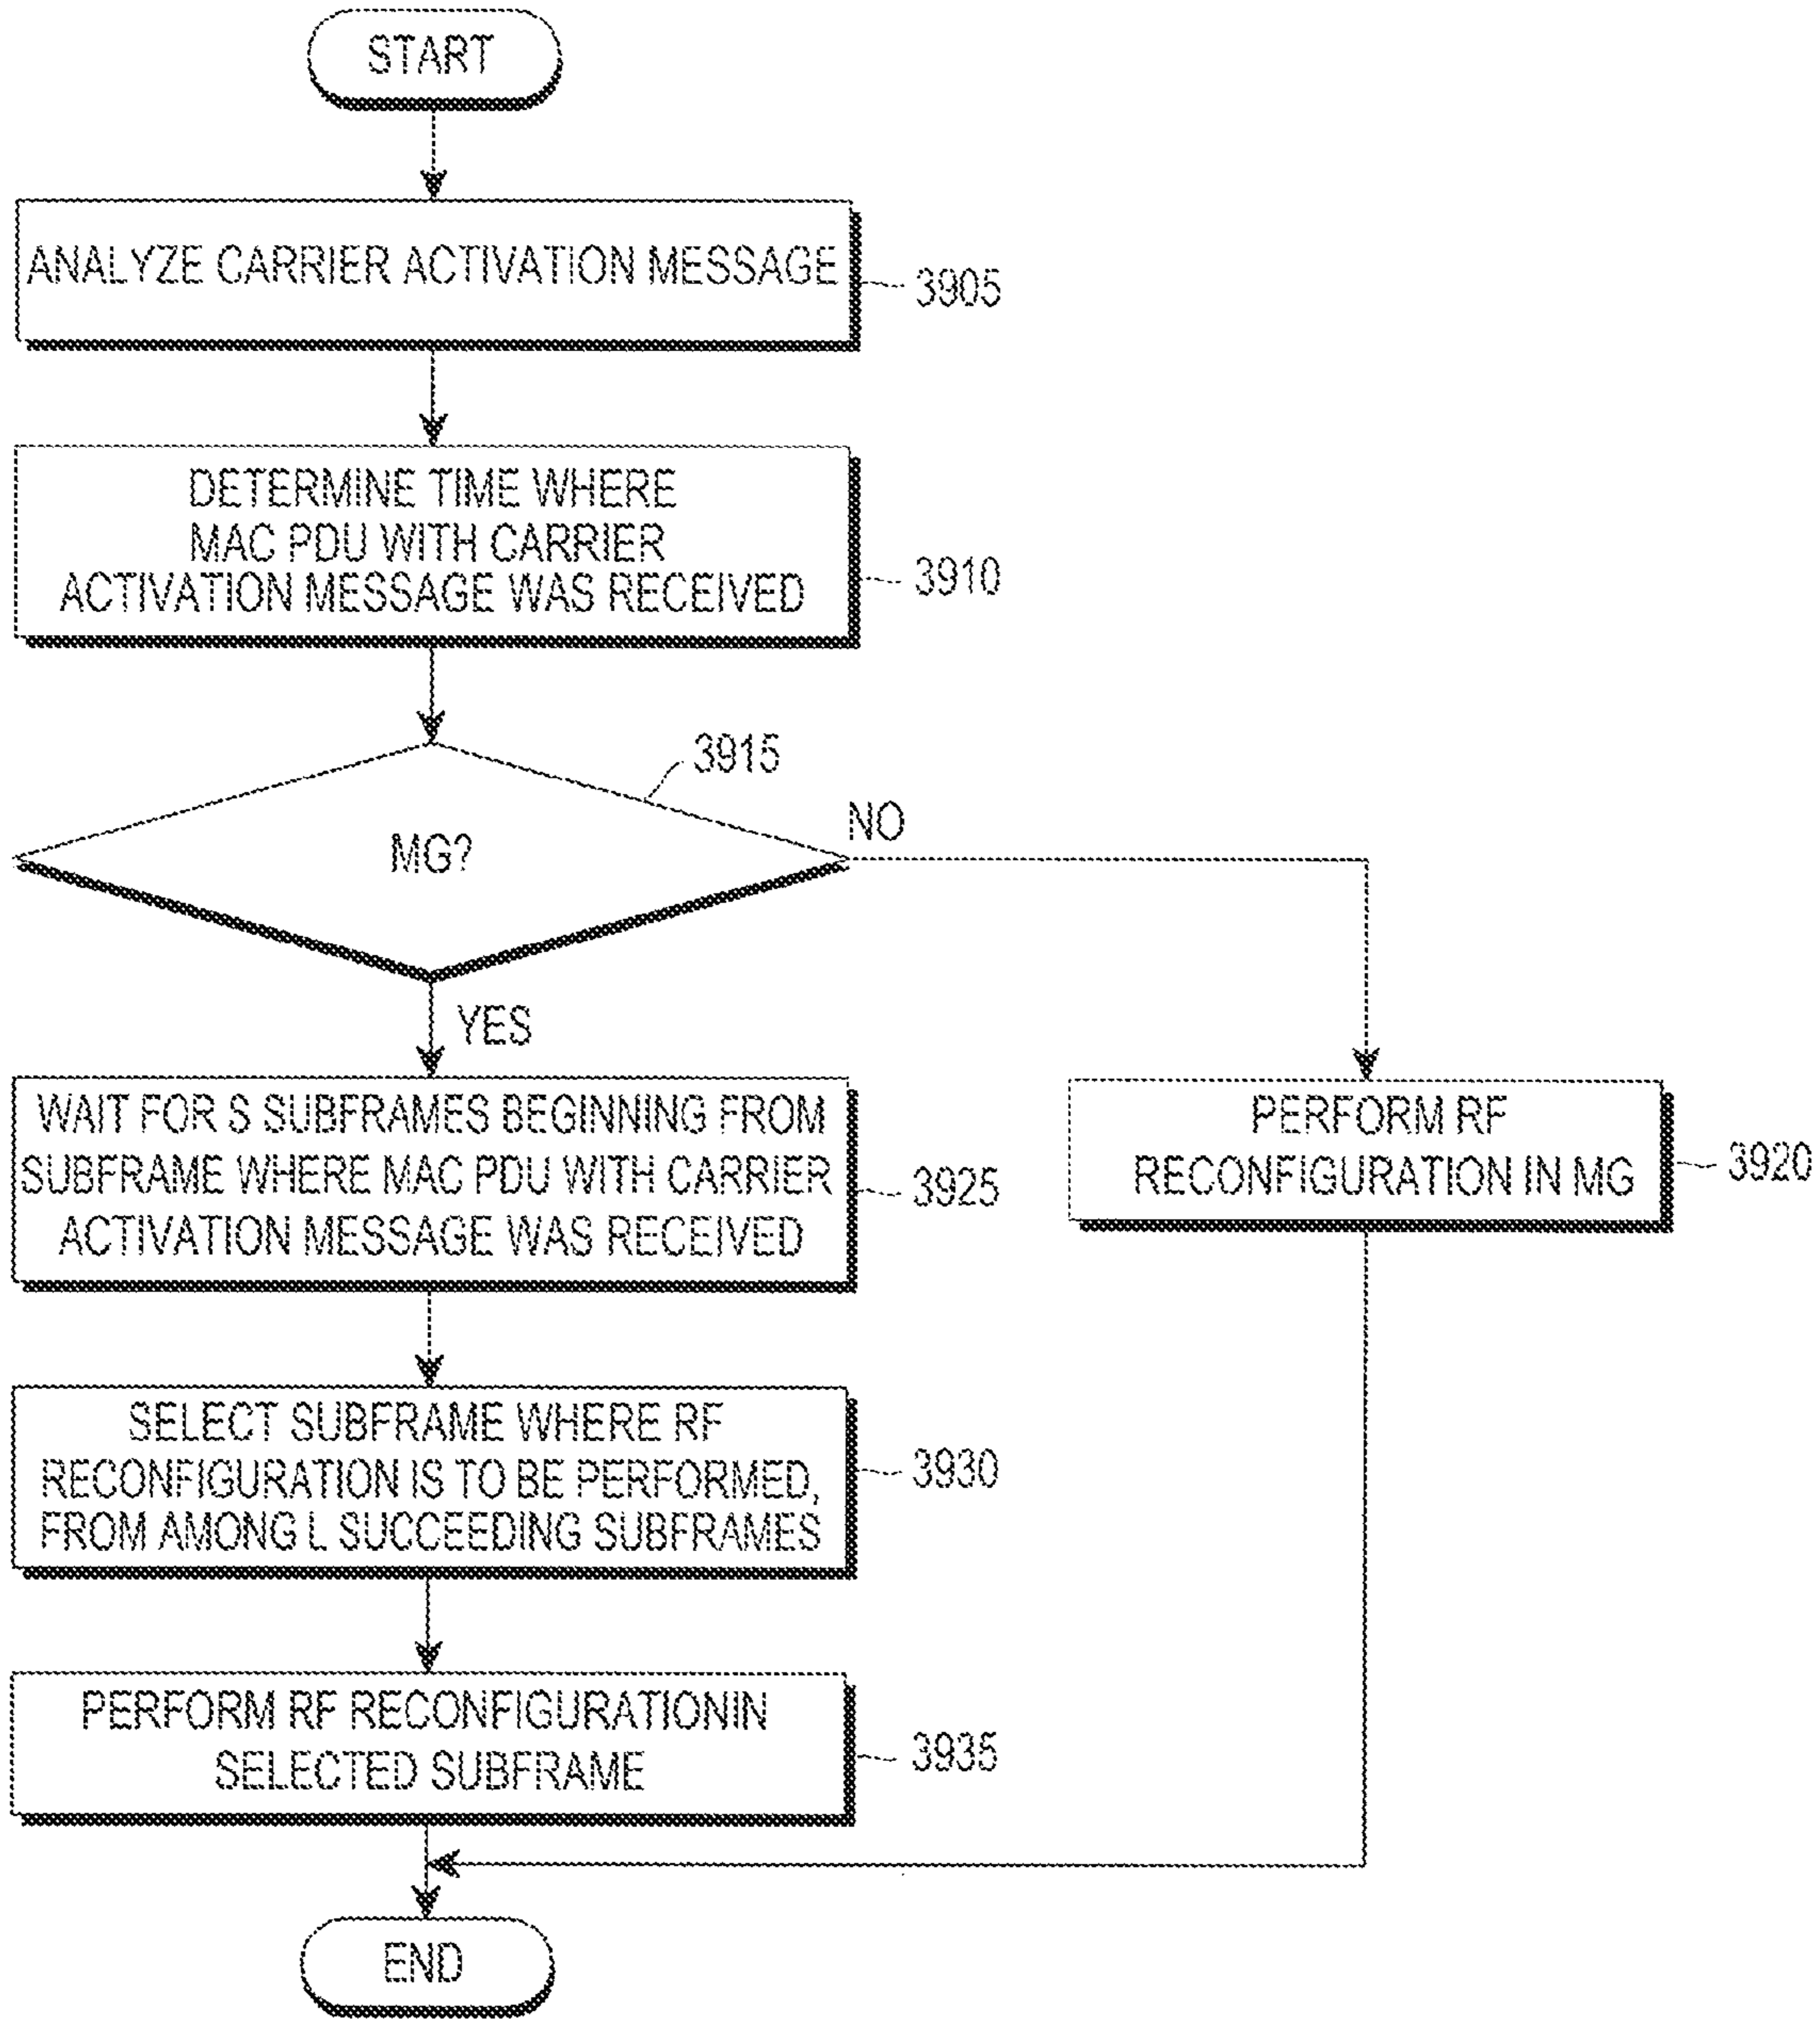 START
ANALYZE CARRIER ACTIVATION MESSAGE
3905
DETERMINE TIME WHERE
MAC PDU WITH CARRIER
ACTIVATION MESSAGE WAS RECEIVED
3910
3915
MG?
NO
YES
WAIT FOR S SUBFRAMES BEGINNING FROM
SUBFRAME WHERE MAC PDU WITH CARRIER
ACTIVATION MESSAGE WAS RECEIVED
3925
PERFORM RF
RECONFIGURATION IN MG
3920
SELECT SUBFRAME WHERE RF
RECONFIGURATION IS TO BE PERFORMED,
FROM AMONG L SUCCEEDING SUBFRAMES
3930
PERFORM RF RECONFIGURATIONIN
SELECTED SUBFRAME
3935
END